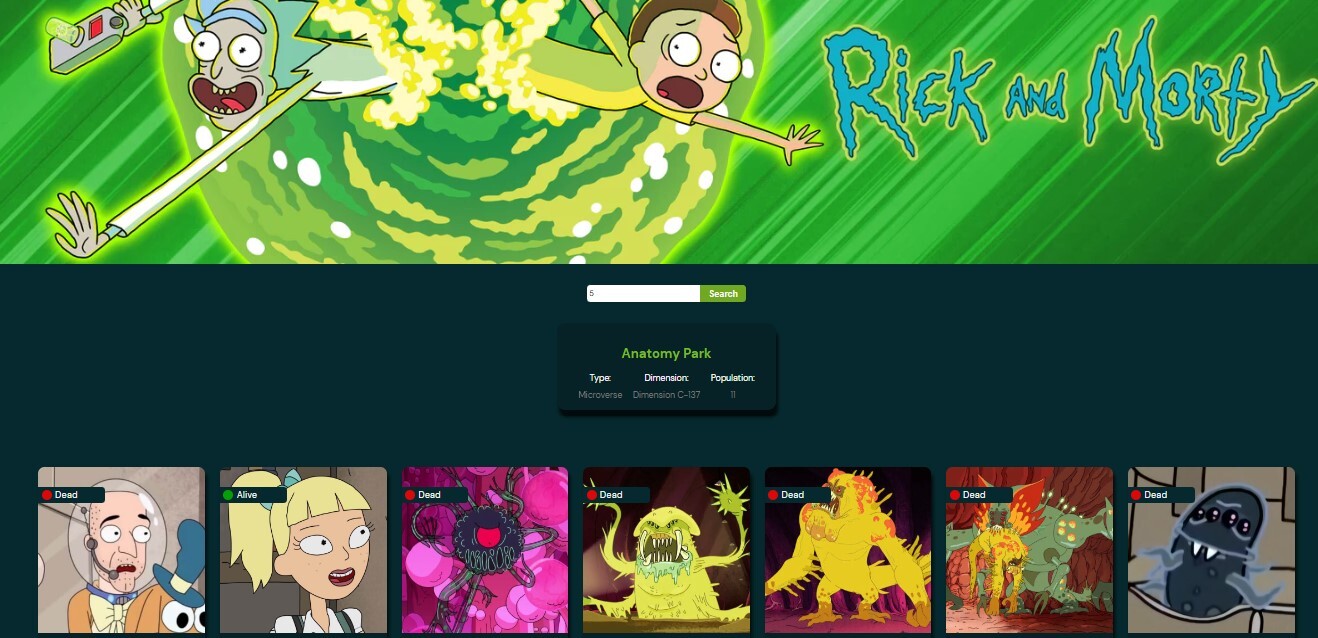 Rick and Morty
5
Search
Anatomy Park
Type: Dimension: Population:
Microverse Dimension C-137 11
Dead Alive Dead Dead Dead Dead Dead